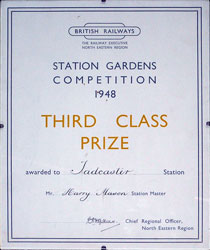 BRITISH RAILWAYS
THE RAILWAY EXECUTIVE
NORTH EASTERN REGION
STATION GARDENS
COMPETITION
1948
THIRD CLASS
PRIZE
awarded to Tadcaster Station
Mr. Harry Mason Station Master
Chief Regional Officer,
North Eastern Region